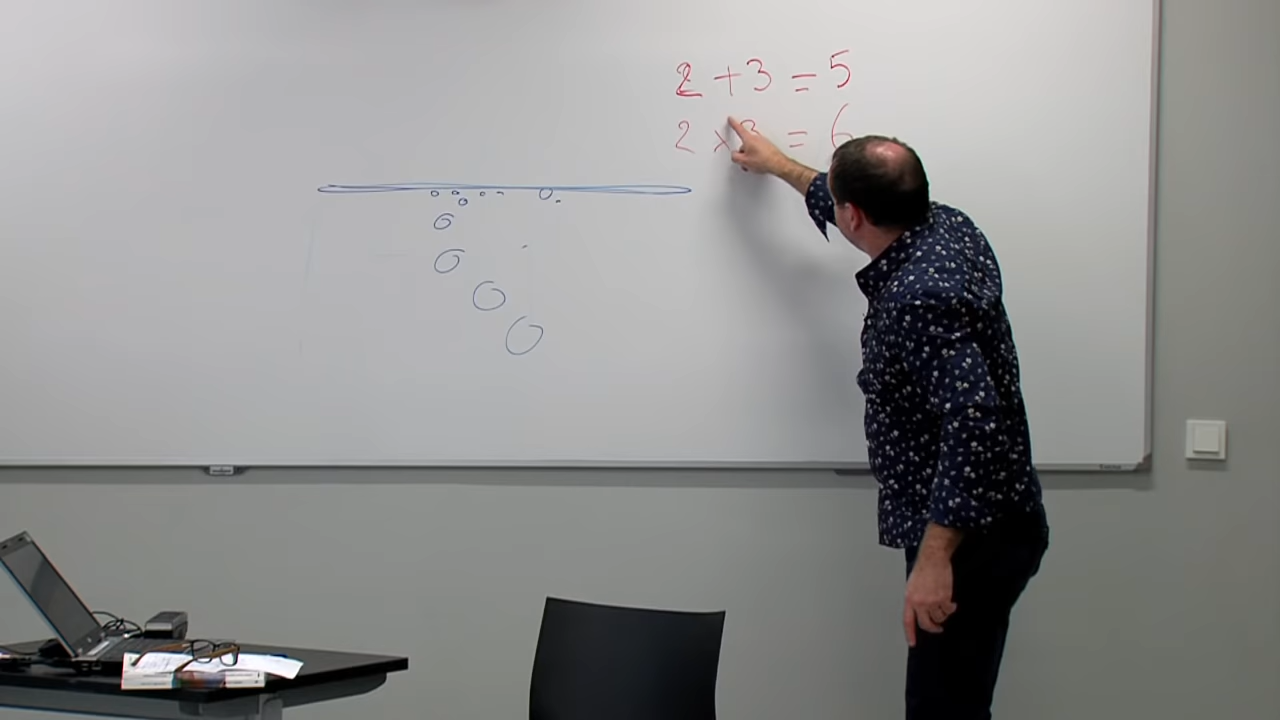 2 + 3 = 5
2 x 3 = 6